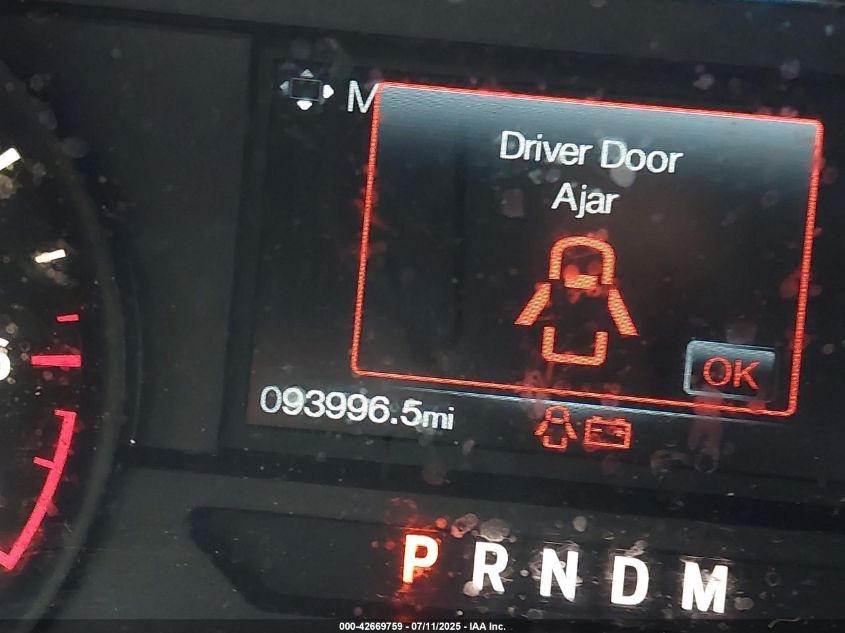 M
Driver Door
Ajar
OK
093996.5mi
P R N D M
000-42669759 - 07/11/2025 - IAA Inc.